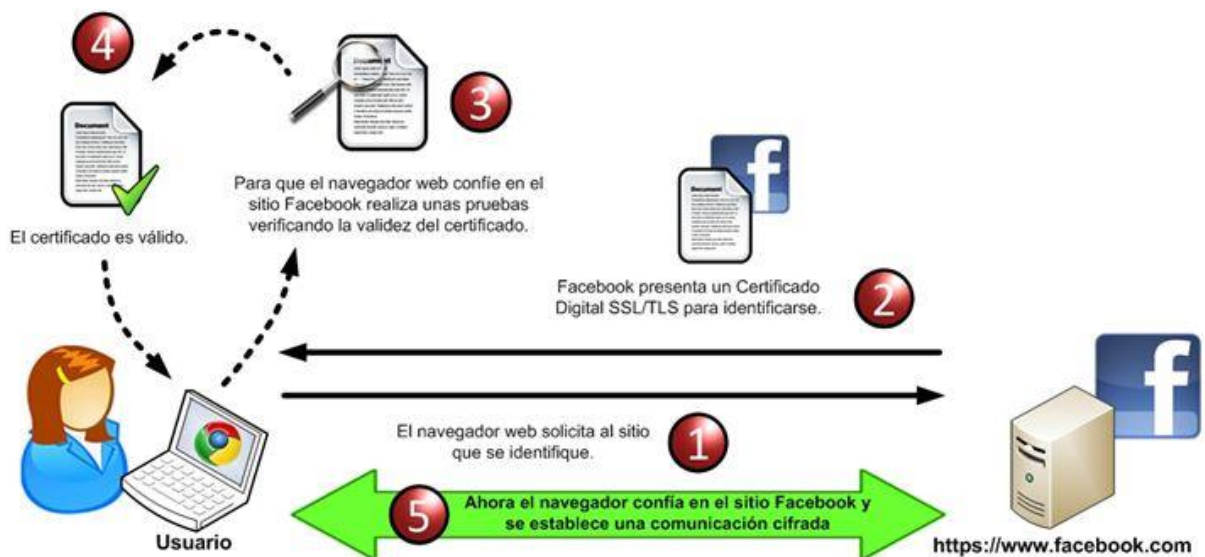 4
Document
3
Document
Para que el navegador web confíe en el
sitio Facebook realiza unas pruebas
verificando la validez del certificado.
El certificado es válido.
f
Document
Facebook presenta un Certificado
Digital SSL/TLS para identificarse.
2
f
El navegador web solicita al sitio
que se identifique.
1
5
Ahora el navegador confía en el sitio Facebook y
se establece una comunicación cifrada
Usuario
https://www.facebook.com